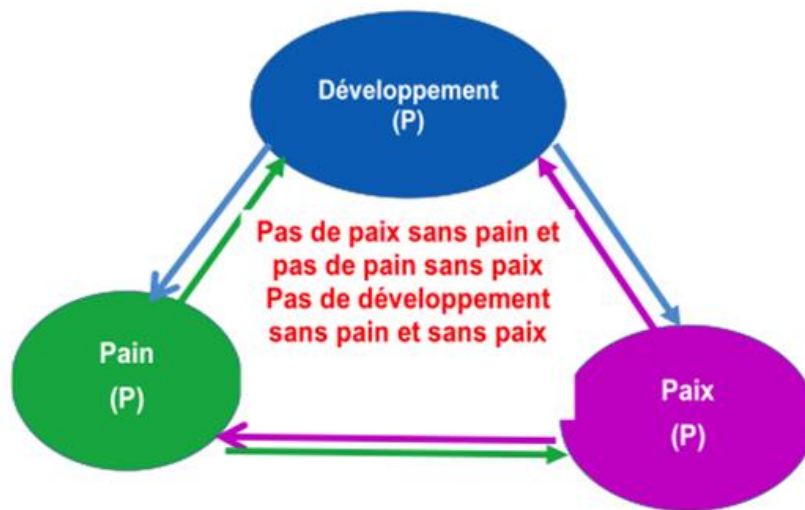 Développement
(P)
Pas de paix sans pain et
pas de pain sans paix
Pas de développement
sans pain et sans paix
Pain
(P)
Paix
(P)